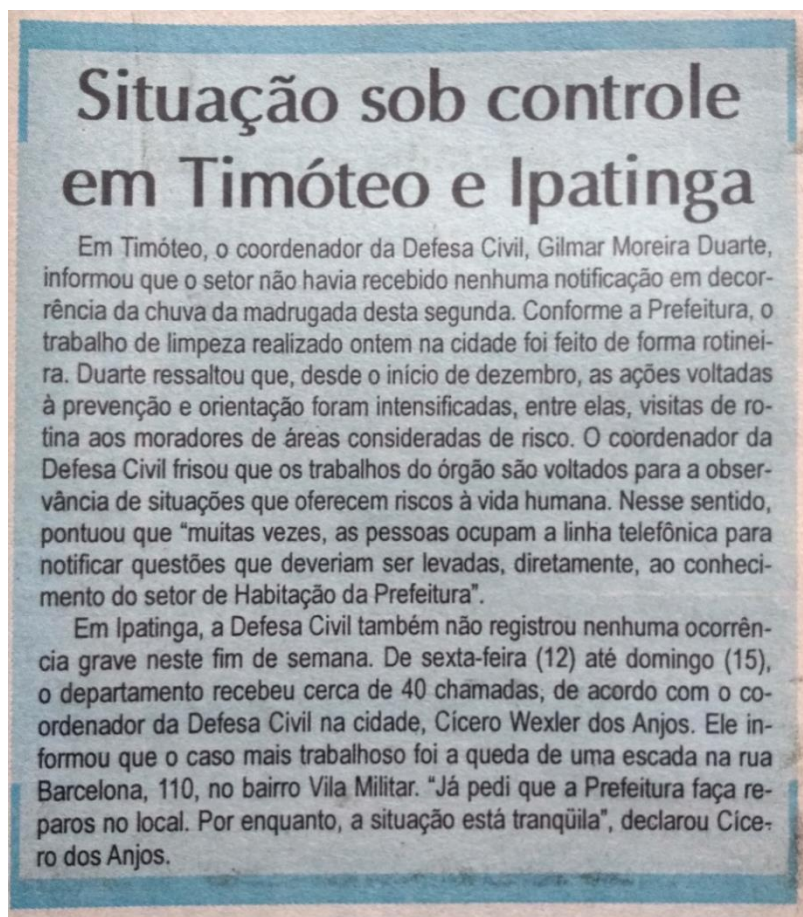 Situação sob controle
em Timóteo e Ipatinga
Em Timóteo, o coordenador da Defesa Civil, Gilmar Moreira Duarte,
informou que o setor não havia recebido nenhuma notificação em decor-
rência da chuva da madrugada desta segunda. Conforme a Prefeitura, o
trabalho de limpeza realizado ontem na cidade foi feito de forma rotinei-
ra. Duarte ressaltou que, desde o início de dezembro, as ações voltadas
à prevenção e orientação foram intensificadas, entre elas, visitas de ro-
tina aos moradores de áreas consideradas de risco. O coordenador da
Defesa Civil frisou que os trabalhos do órgão são voltados para a obser-
vância de situações que oferecem riscos à vida humana. Nesse sentido,
pontuou que "muitas vezes, as pessoas ocupam a linha telefônica para
notificar questões que deveriam ser levadas, diretamente, ao conheci-
mento do setor de Habitação da Prefeitura".
Em Ipatinga, a Defesa Civil também não registrou nenhuma ocorrên-
cia grave neste fim de semana. De sexta-feira (12) até domingo (15),
o departamento recebeu cerca de 40 chamadas, de acordo com o co-
ordenador da Defesa Civil na cidade, Cícero Wexler dos Anjos. Ele in-
formou que o caso mais trabalhoso foi a queda de uma escada na rua
Barcelona, 110, no bairro Vila Militar. "Já pedi que a Prefeitura faça re-
paros no local. Por enquanto, a situação está tranqüila", declarou Cíce-
ro dos Anjos.